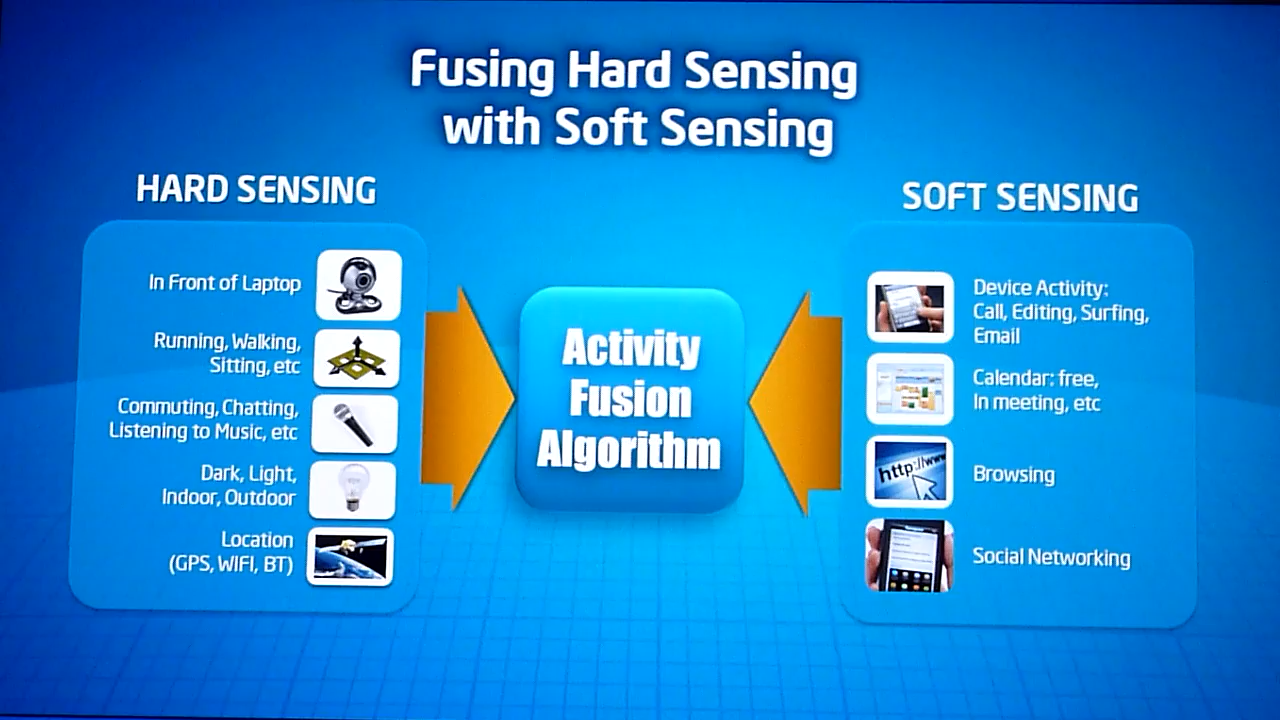 Fusing Hard Sensing
with Soft Sensing
HARD SENSING
In Front of Laptop
Running, Walking,
Sitting, etc
Commuting, Chatting,
Listening to Music, etc
Dark, Light,
Indoor, Outdoor
Location
(GPS, WIFI, BT)
Activity
Fusion
Algorithm
SOFT SENSING
Device Activity:
Call, Editing, Surfing,
Email
Calendar: free,
In meeting, etc
http://www
Browsing
Social Networking